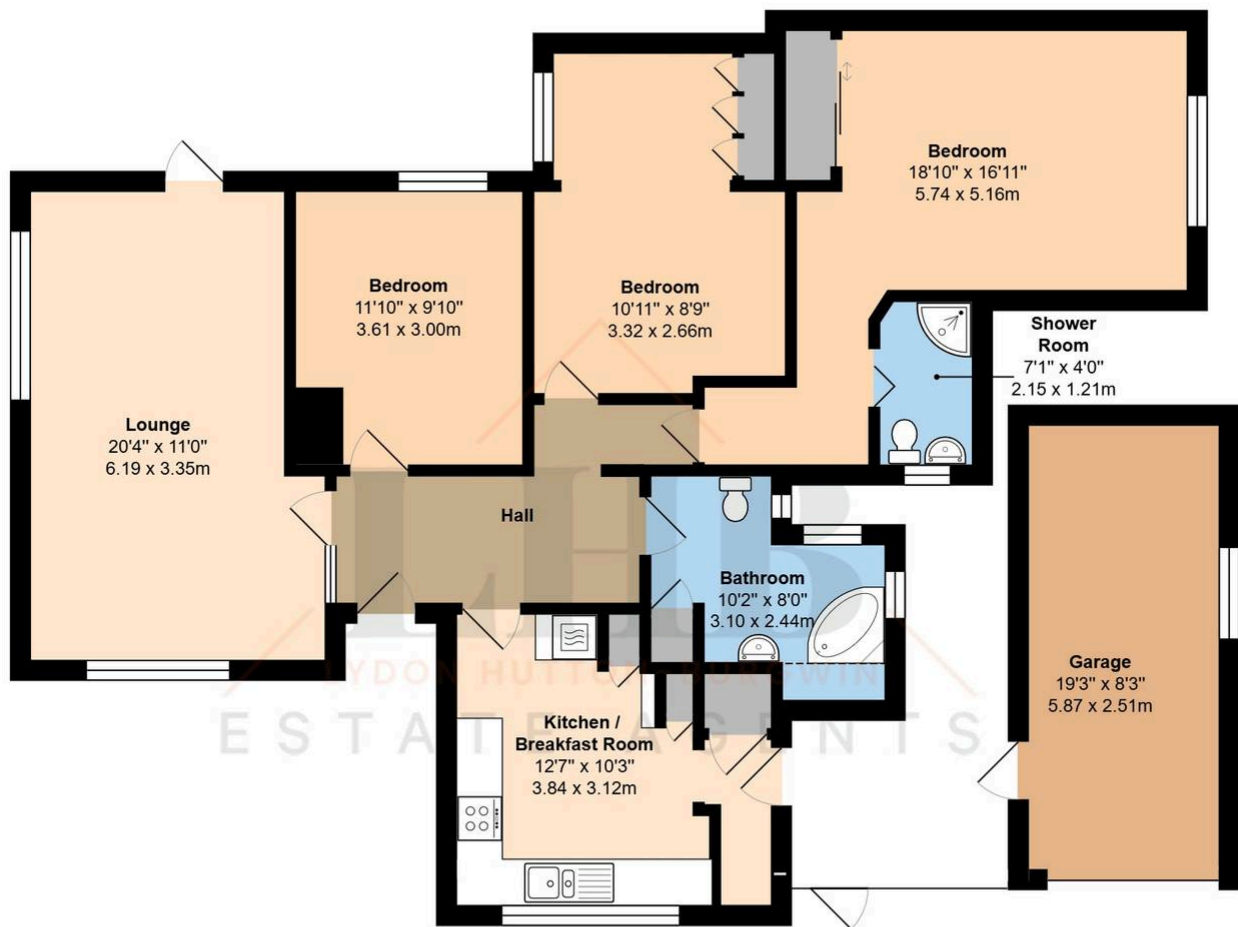 Bedroom
18'10" x 16'11"
5.74 x 5.16m
Bedroom
11'10" x 9'10"
3.61 x 3.00m
Bedroom
10'11" x 8'9"
3.32 x 2.66m
Shower
Room
7'1" x 4'0"
2.15 x 1.21m
Lounge
20'4" x 11'0"
6.19 x 3.35m
Hall
Bathroom
10'2" x 8'0"
3.10 x 2.44m
Garage
19'3" x 8'3"
5.87 x 2.51m
Kitchen /
Breakfast Room
12'7" x 10'3"
3.84 x 3.12m
LHB
LYDON HUTTON BURGWIN
ESTATE AGENTS